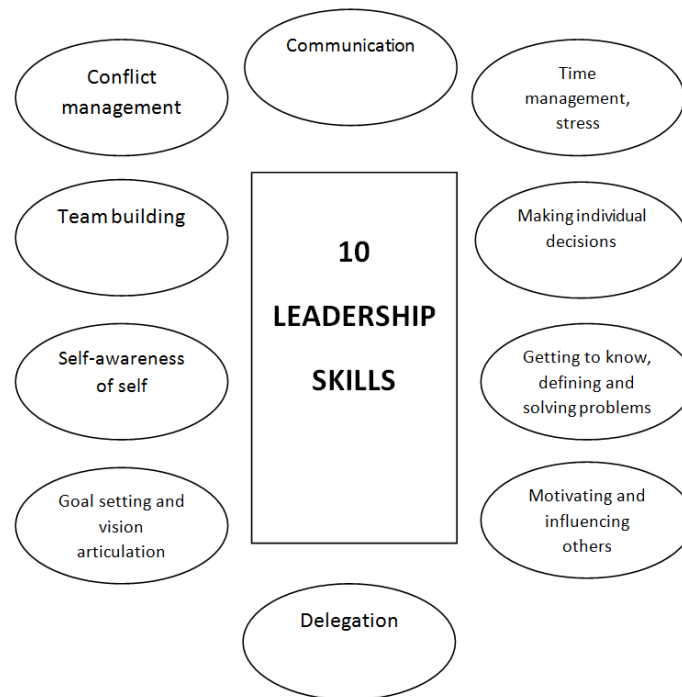 Communication
Conflict
management
Time
management,
stress
Team building
Making individual
decisions
10
LEADERSHIP
SKILLS
Self-awareness
of self
Getting to know,
defining and
solving problems
Goal setting and
vision
articulation
Motivating and
influencing
others
Delegation